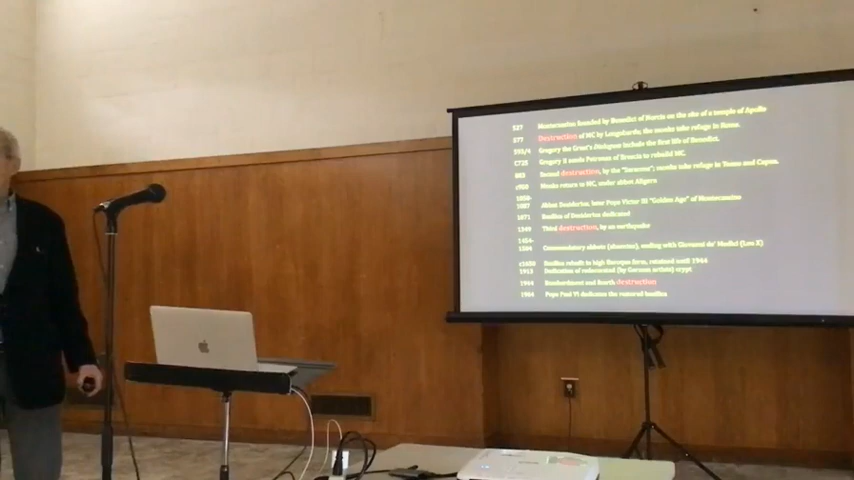 527 Montecassino founded by Benedict of Norcia on the site of a temple of Apollo
577 Destruction of MC by Longobards; the monks take refuge in Rome.
593/4 Gregory the Great's Dialogues include the first life of Benedict.
C725 Gregory II sends Petronax of Brescia to rebuild MC.
883 Second destruction, by the "Saracens"; monks take refuge in Teano and Capua.
c950 Monks return to MC, under abbot Aligern
1058-
1087 Abbot Desiderius, later Pope Victor III "Golden Age" of Montecassino
1071 Basilica of Desiderius dedicated
1349 Third destruction, by an earthquake
1454-
1504 Commendatory abbots (absentee), ending with Giovanni de' Medici (Leo X)
Basilica rebuilt in high Baroque form, retained until 1944
1913 Dedication of redecorated (by German artists) crypt
1944 Bombardment and fourth destruction
1964 Pope Paul VI dedicates the restored basilica